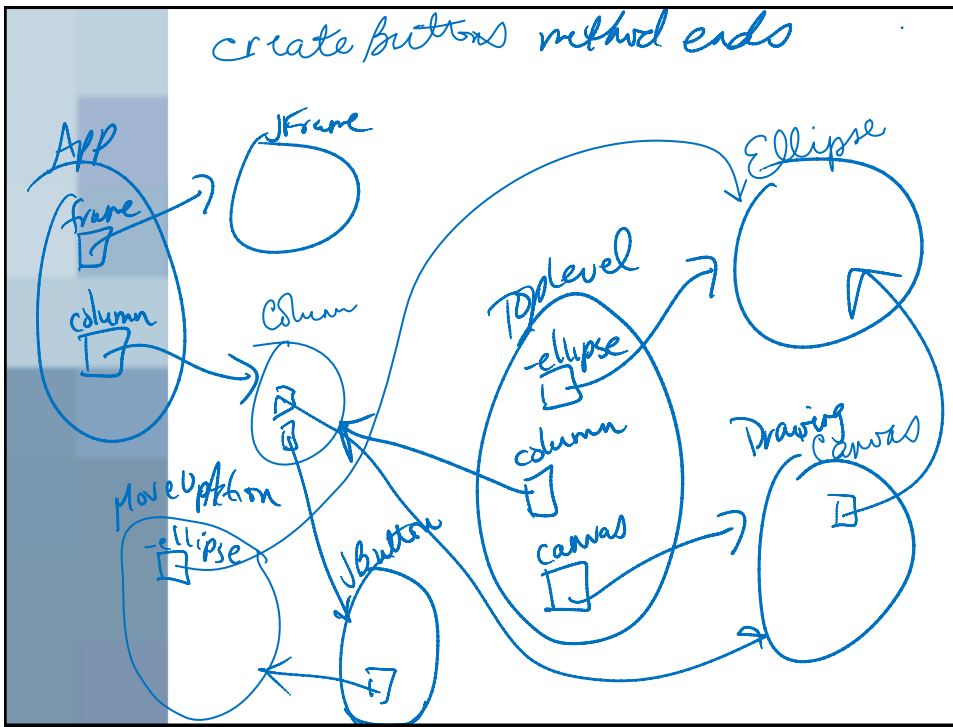 create Buttons method ends
App
JFrame
Ellipse
frame
column
Column
TopLevel
-ellipse
column
canvas
Drawing
Canvas
MoveUpAction
-ellipse
JButton